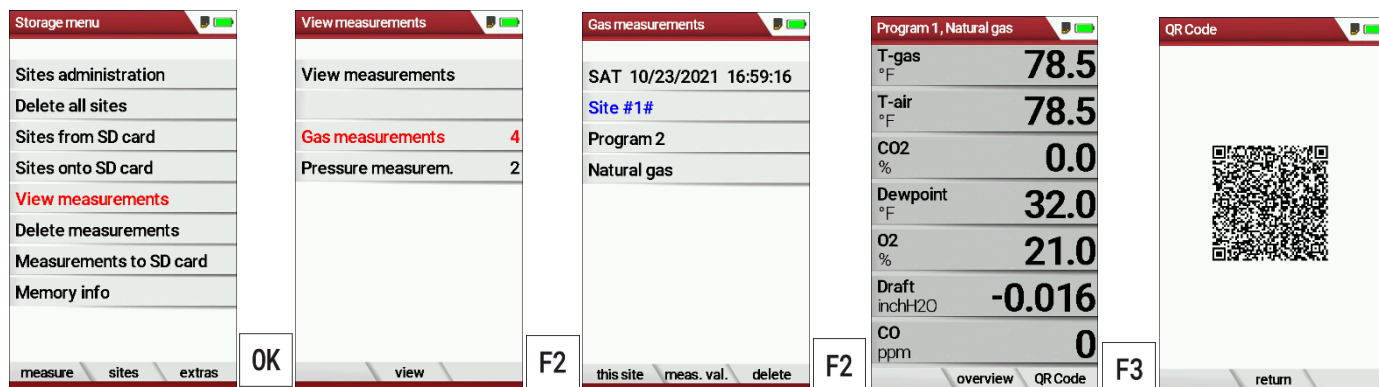 Storage menu
Sites administration
Delete all sites
Sites from SD card
Sites onto SD card
View measurements
Delete measurements
Measurements to SD card
Memory info
measure sites extras
OK
View measurements
View measurements
Gas measurements 4
Pressure measurem. 2
view
F2
Gas measurements
SAT 10/23/2021 16:59:16
Site #1#
Program 2
Natural gas
this site meas. val. delete
F2
Program 1, Natural gas
T-gas
°F 78.5
T-air
°F 78.5
CO2
% 0.0
Dewpoint
°F 32.0
O2
% 21.0
Draft
inchH2O -0.016
CO
ppm 0
overview QR Code
F3
QR Code
return